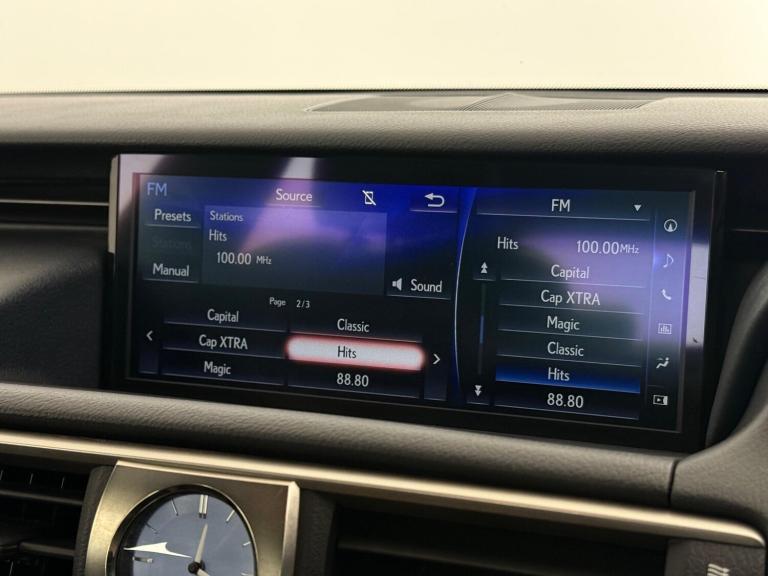 FM
Source
Presets
Stations
Manual
Stations
Hits
100.00 MHz
Sound
Page 2/3
Capital
Classic
Cap XTRA
Hits
Magic
88.80
FM
Hits 100.00MHz
Capital
Cap XTRA
Magic
Classic
Hits
88.80